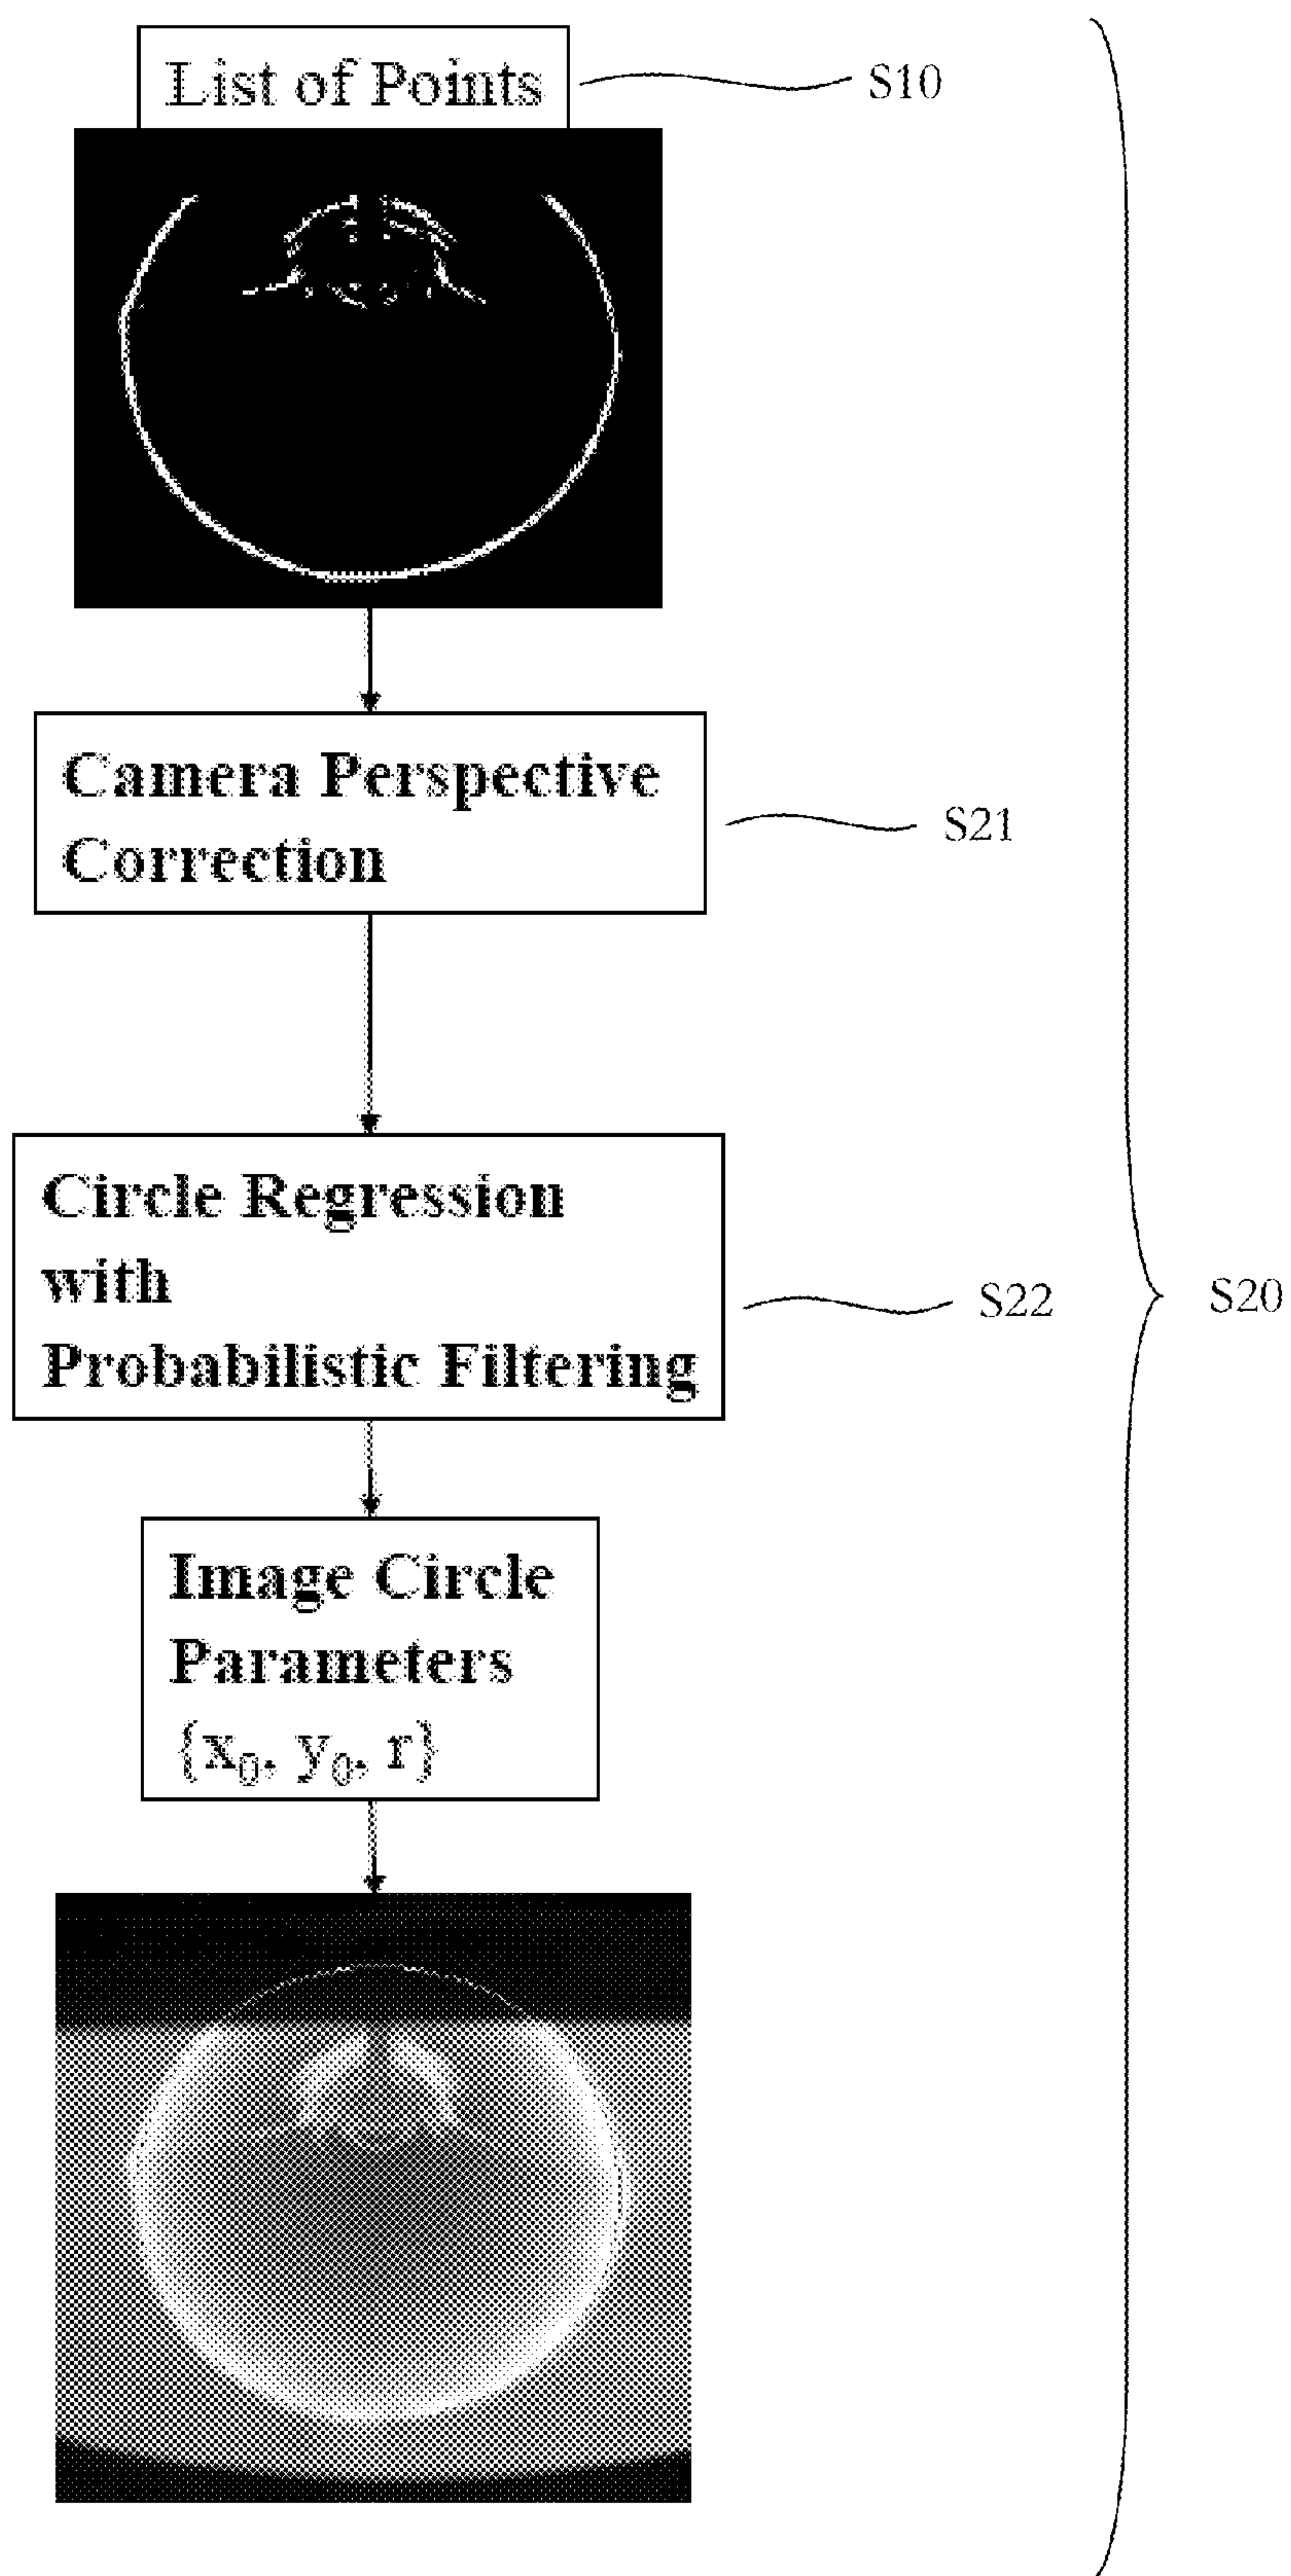 List of Points
S10
Camera Perspective
Correction
S21
Circle Regression
with
Probabilistic Filtering
S22
S20
Image Circle
Parameters
{x₀, y₀, r}